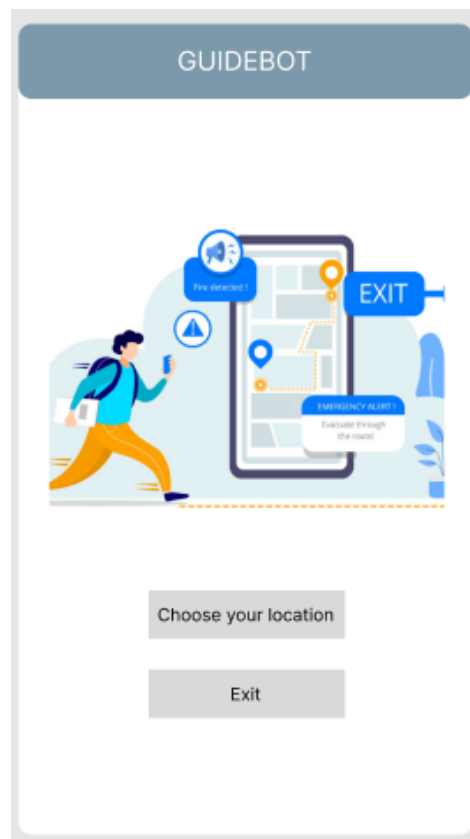 GUIDEBOT
Fire detected !
EXIT
EMERGENCY ALERT !
Evacuate through
the route!
Choose your location
Exit